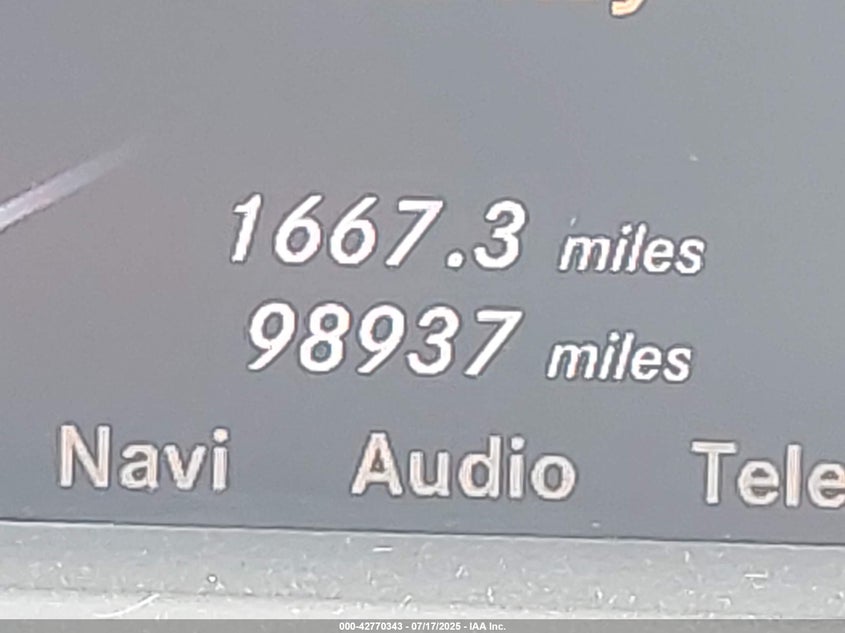 1667.3 miles
98937 miles
Navi Audio Tele
000-42770343 - 07/17/2025 - IAA Inc.